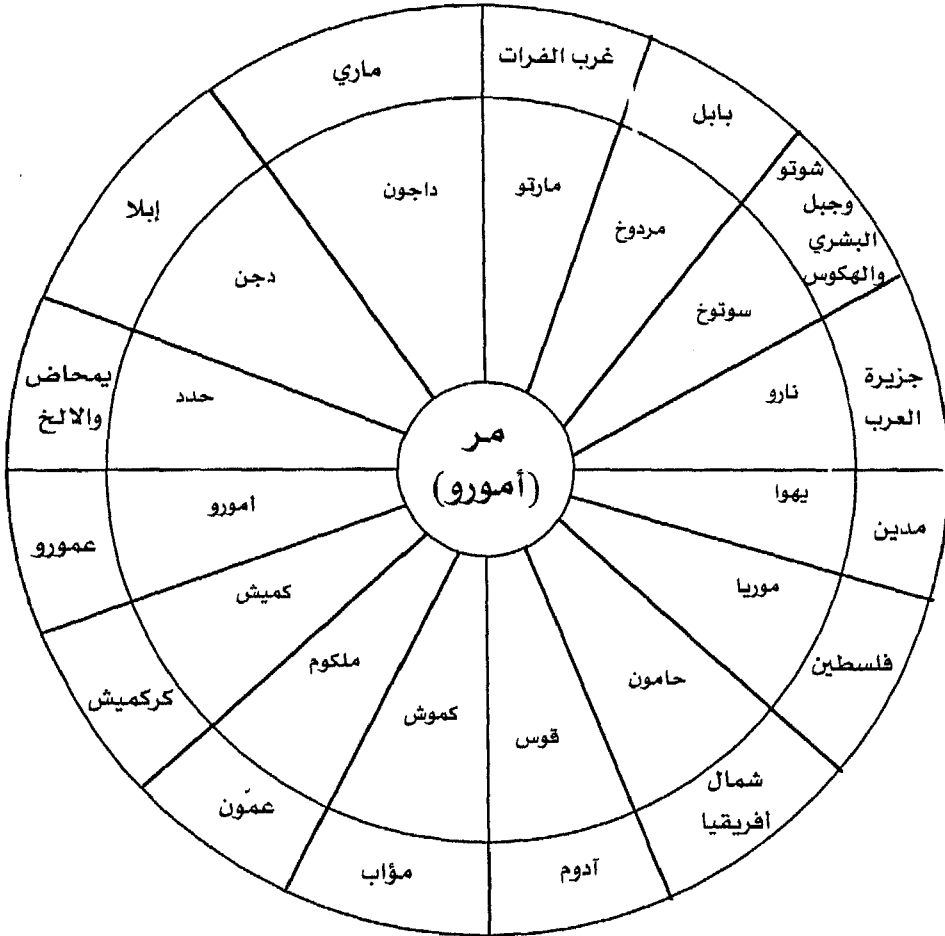 مر
(أمورو)
غرب الفرات
مارتو
بابل
مردوخ
شوتو
وجبل
البشري
والهكوس
سوتوخ
جزيرة
العرب
نارو
مدين
يهوا
فلسطين
موريا
شمال
أفريقيا
حامون
آدوم
قوس
مؤاب
كموش
عمّون
ملكوم
كركميش
كميش
عمورو
أمورو
يمحاض
والالخ
حدد
إبلا
دجن
ماري
داجون